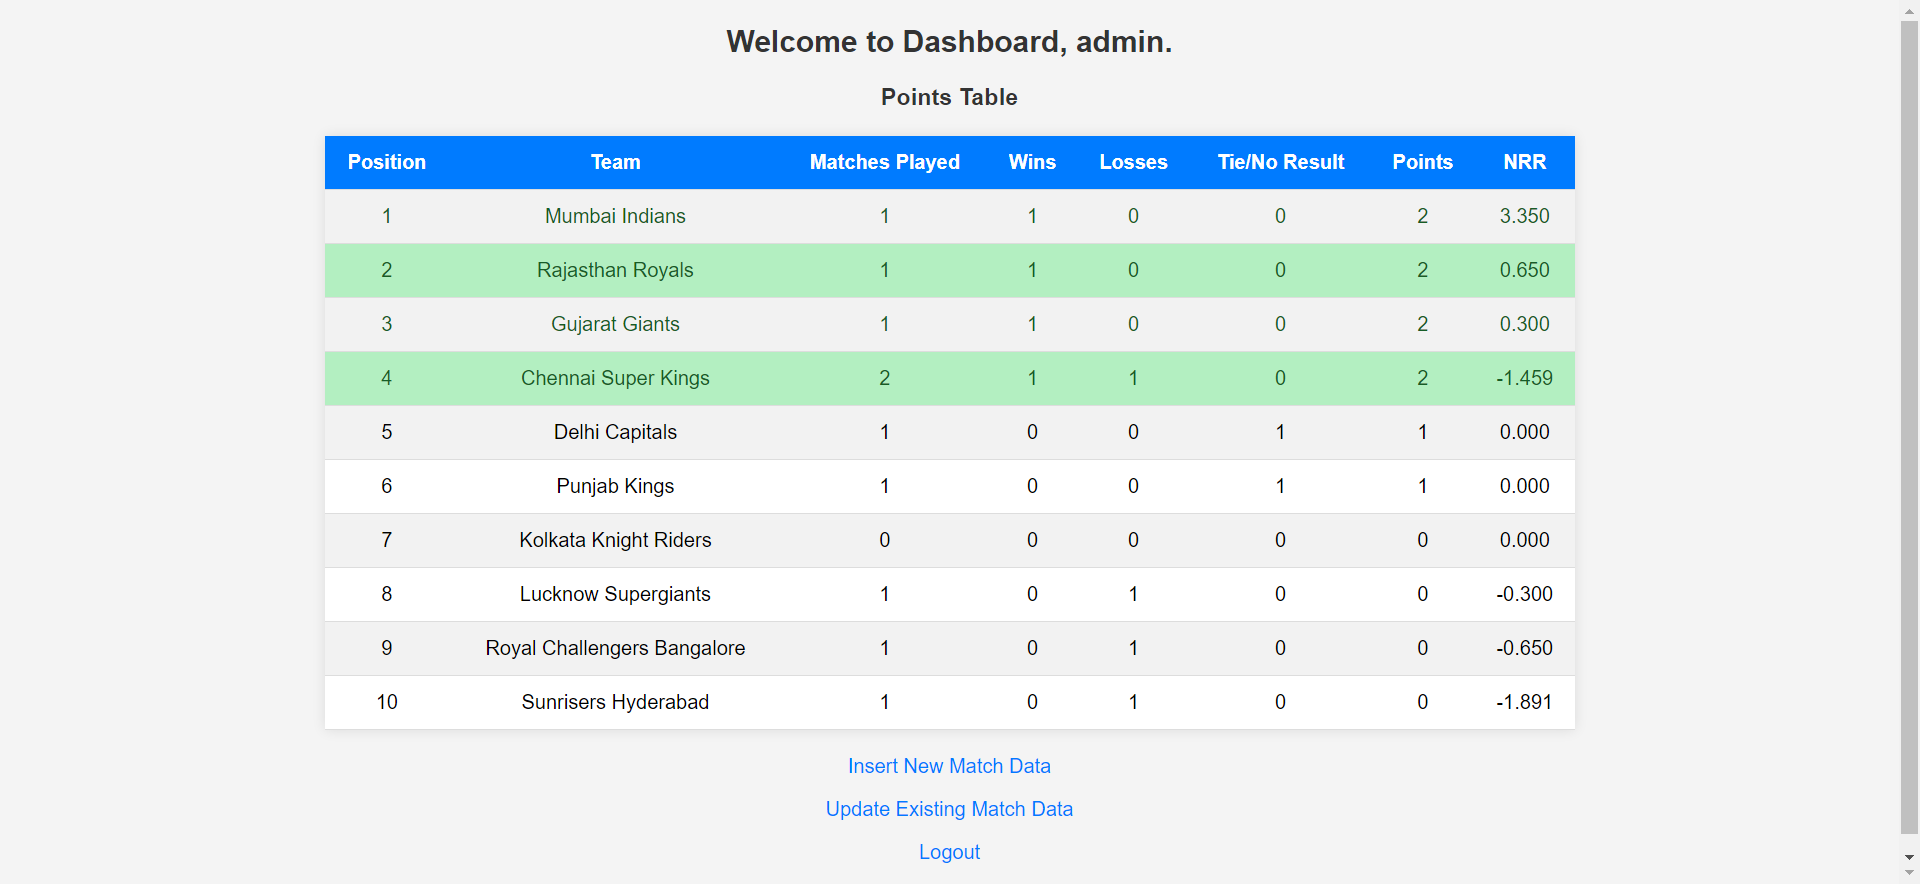 Welcome to Dashboard, admin.
Points Table
Position Team Matches Played Wins Losses Tie/No Result Points NRR
1 Mumbai Indians 1 1 0 0 2 3.350
2 Rajasthan Royals 1 1 0 0 2 0.650
3 Gujarat Giants 1 1 0 0 2 0.300
4 Chennai Super Kings 2 1 1 0 2 -1.459
5 Delhi Capitals 1 0 0 1 1 0.000
6 Punjab Kings 1 0 0 1 1 0.000
7 Kolkata Knight Riders 0 0 0 0 0 0.000
8 Lucknow Supergiants 1 0 1 0 0 -0.300
9 Royal Challengers Bangalore 1 0 1 0 0 -0.650
10 Sunrisers Hyderabad 1 0 1 0 0 -1.891
Insert New Match Data
Update Existing Match Data
Logout